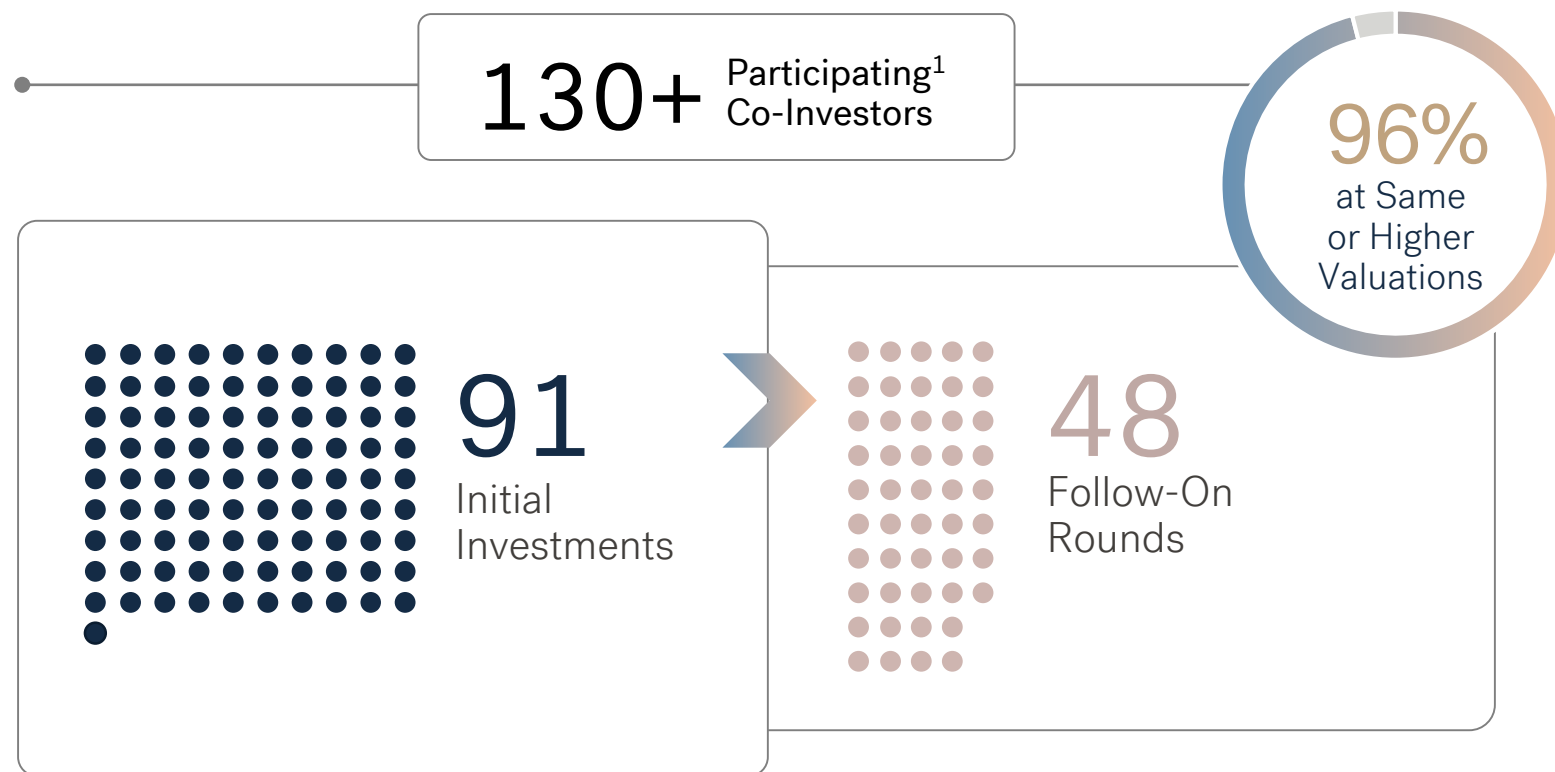 130+
Participating¹
Co-Investors
96%
at Same
or Higher
Valuations
91
Initial
Investments
48
Follow-On
Rounds